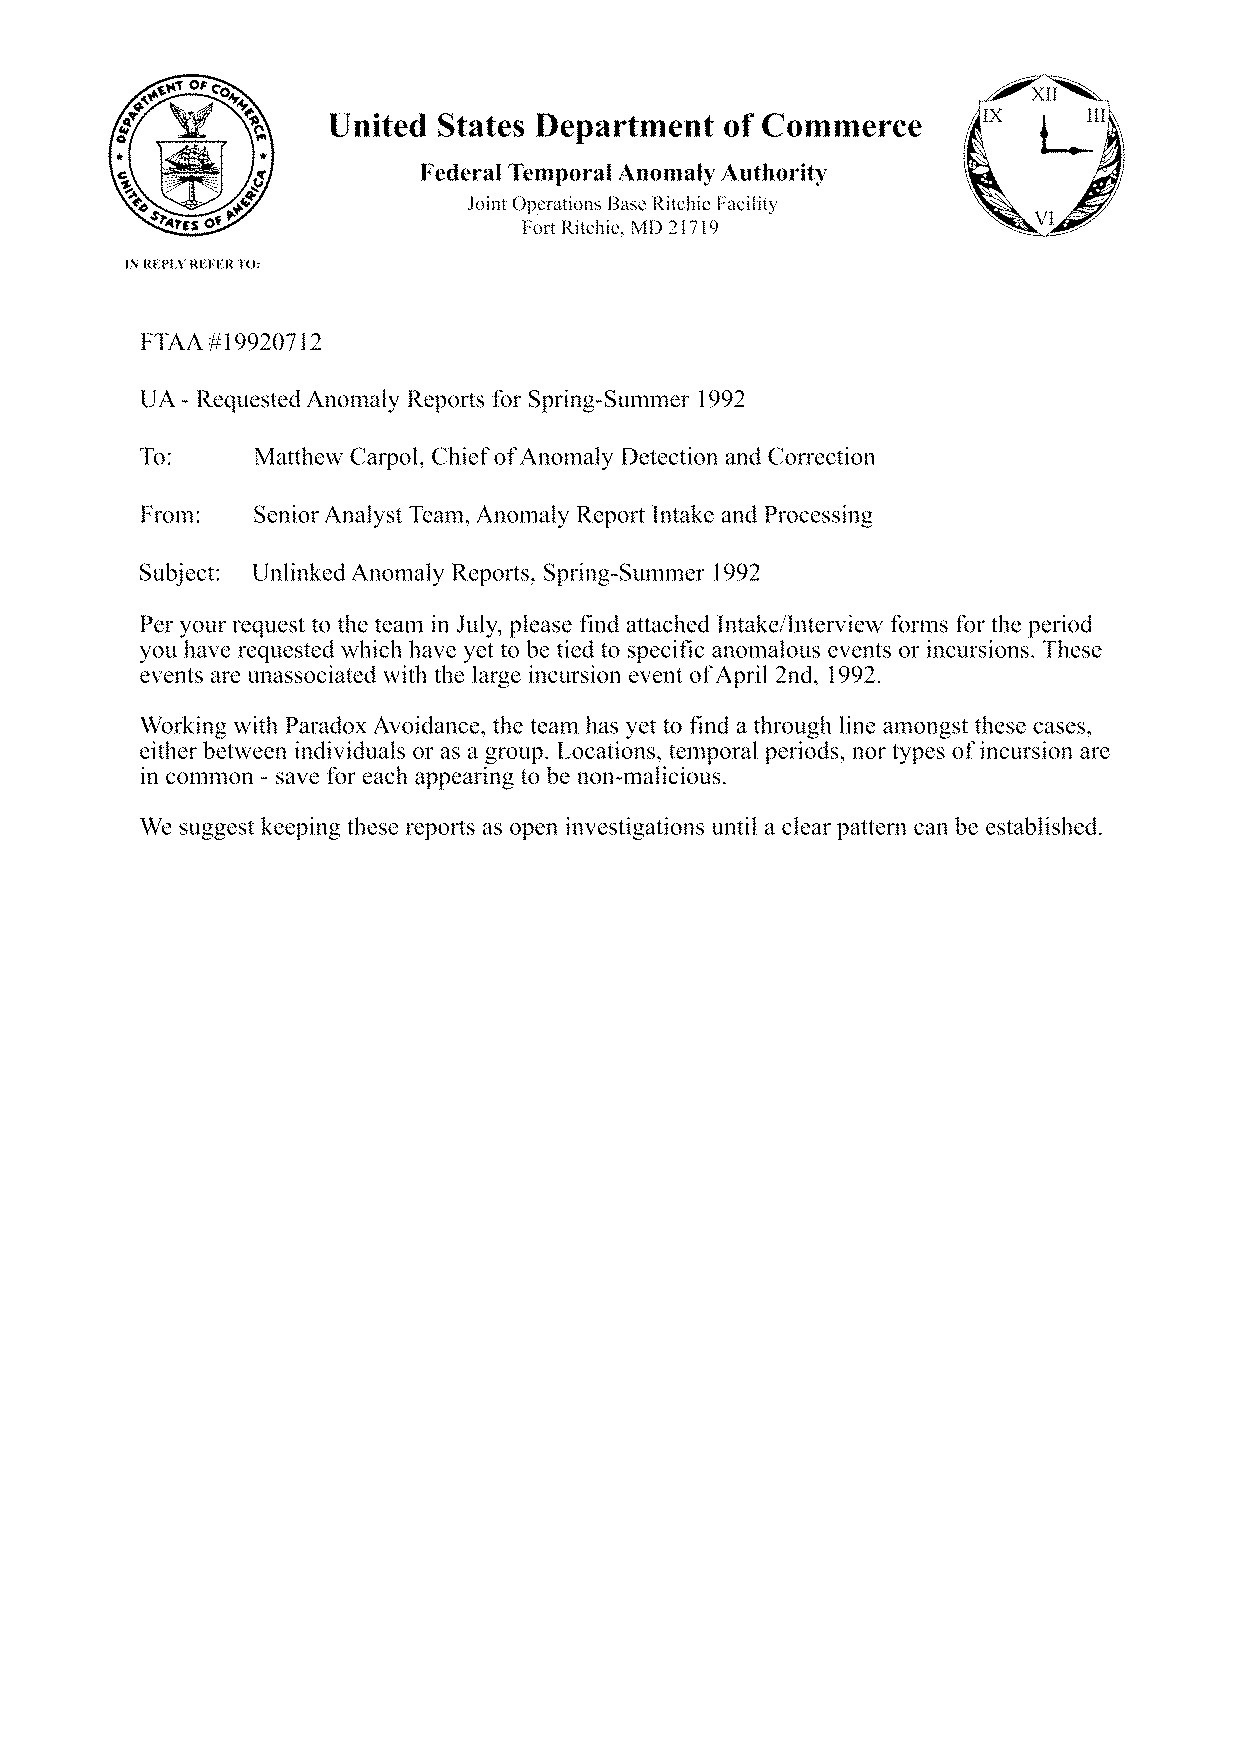 DEPARTMENT OF COMMERCE
UNITED STATES OF AMERICA
XII
IX
III
VI
United States Department of Commerce
Federal Temporal Anomaly Authority
Joint Operations Base Ritchie Facility
Fort Ritchie, MD 21719
IN REPLY REFER TO:
FTAA #19920712
UA - Requested Anomaly Reports for Spring-Summer 1992
To: Matthew Carpol, Chief of Anomaly Detection and Correction
From: Senior Analyst Team, Anomaly Report Intake and Processing
Subject: Unlinked Anomaly Reports, Spring-Summer 1992
Per your request to the team in July, please find attached Intake/Interview forms for the period
you have requested which have yet to be tied to specific anomalous events or incursions. These
events are unassociated with the large incursion event of April 2nd, 1992.
Working with Paradox Avoidance, the team has yet to find a through line amongst these cases,
either between individuals or as a group. Locations, temporal periods, nor types of incursion are
in common - save for each appearing to be non-malicious.
We suggest keeping these reports as open investigations until a clear pattern can be established.